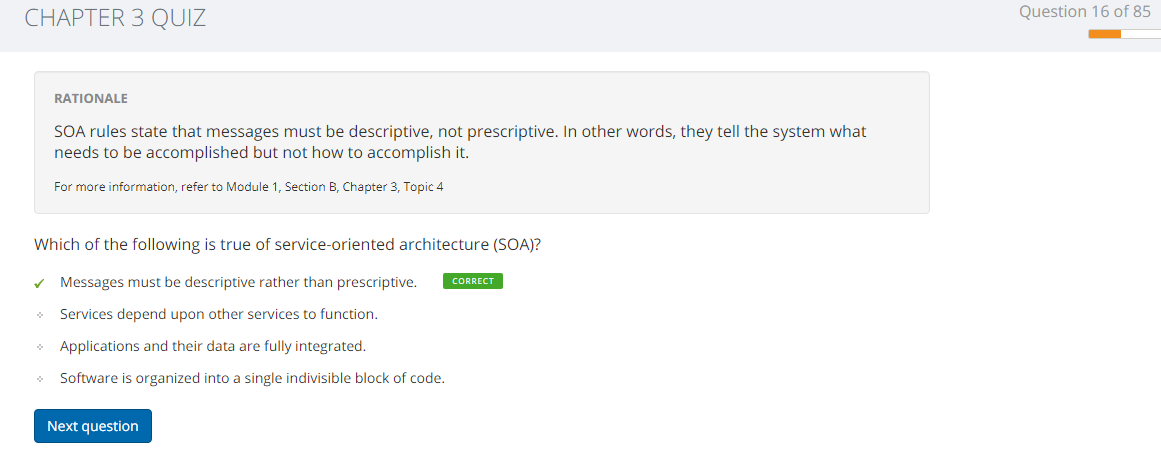 CHAPTER 3 QUIZ
Question 16 of 85
RATIONALE
SOA rules state that messages must be descriptive, not prescriptive. In other words, they tell the system what
needs to be accomplished but not how to accomplish it.
For more information, refer to Module 1, Section B, Chapter 3, Topic 4
Which of the following is true of service-oriented architecture (SOA)?
Messages must be descriptive rather than prescriptive. CORRECT
Services depend upon other services to function.
Applications and their data are fully integrated.
Software is organized into a single indivisible block of code.
Next question